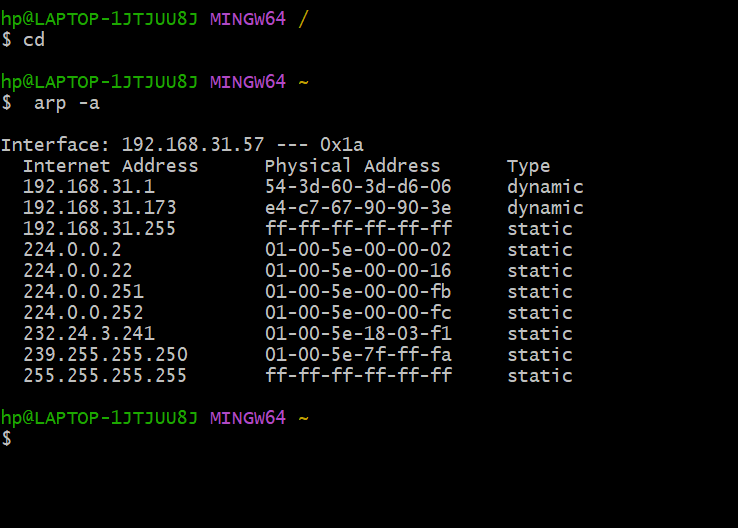 hp@LAPTOP-1JTJUU8J MINGW64 /
$ cd
hp@LAPTOP-1JTJUU8J MINGW64 ~
$  arp -a
Interface: 192.168.31.57 --- 0x1a
  Internet Address      Physical Address      Type
  192.168.31.1          54-3d-60-3d-d6-06     dynamic
  192.168.31.173        e4-c7-67-90-90-3e     dynamic
  192.168.31.255        ff-ff-ff-ff-ff-ff     static
  224.0.0.2             01-00-5e-00-00-02     static
  224.0.0.22            01-00-5e-00-00-16     static
  224.0.0.251           01-00-5e-00-00-fb     static
  224.0.0.252           01-00-5e-00-00-fc     static
  232.24.3.241          01-00-5e-18-03-f1     static
  239.255.255.250       01-00-5e-7f-ff-fa     static
  255.255.255.255       ff-ff-ff-ff-ff-ff     static
hp@LAPTOP-1JTJUU8J MINGW64 ~
$